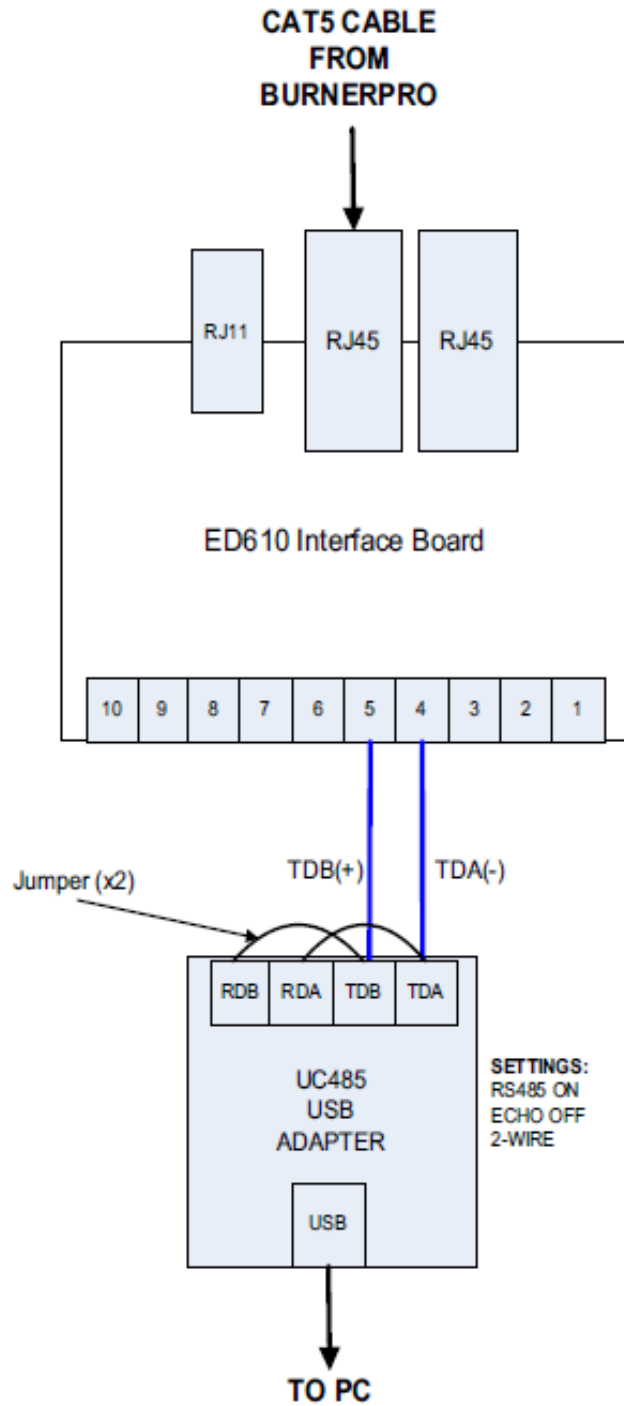 CAT5 CABLE
FROM
BURNERPRO
RJ11
RJ45
RJ45
ED610 Interface Board
10 9 8 7 6 5 4 3 2 1
TDB(+) TDA(-)
Jumper (x2)
RDB RDA TDB TDA
UC485
USB
ADAPTER
SETTINGS:
RS485 ON
ECHO OFF
2-WIRE
USB
TO PC